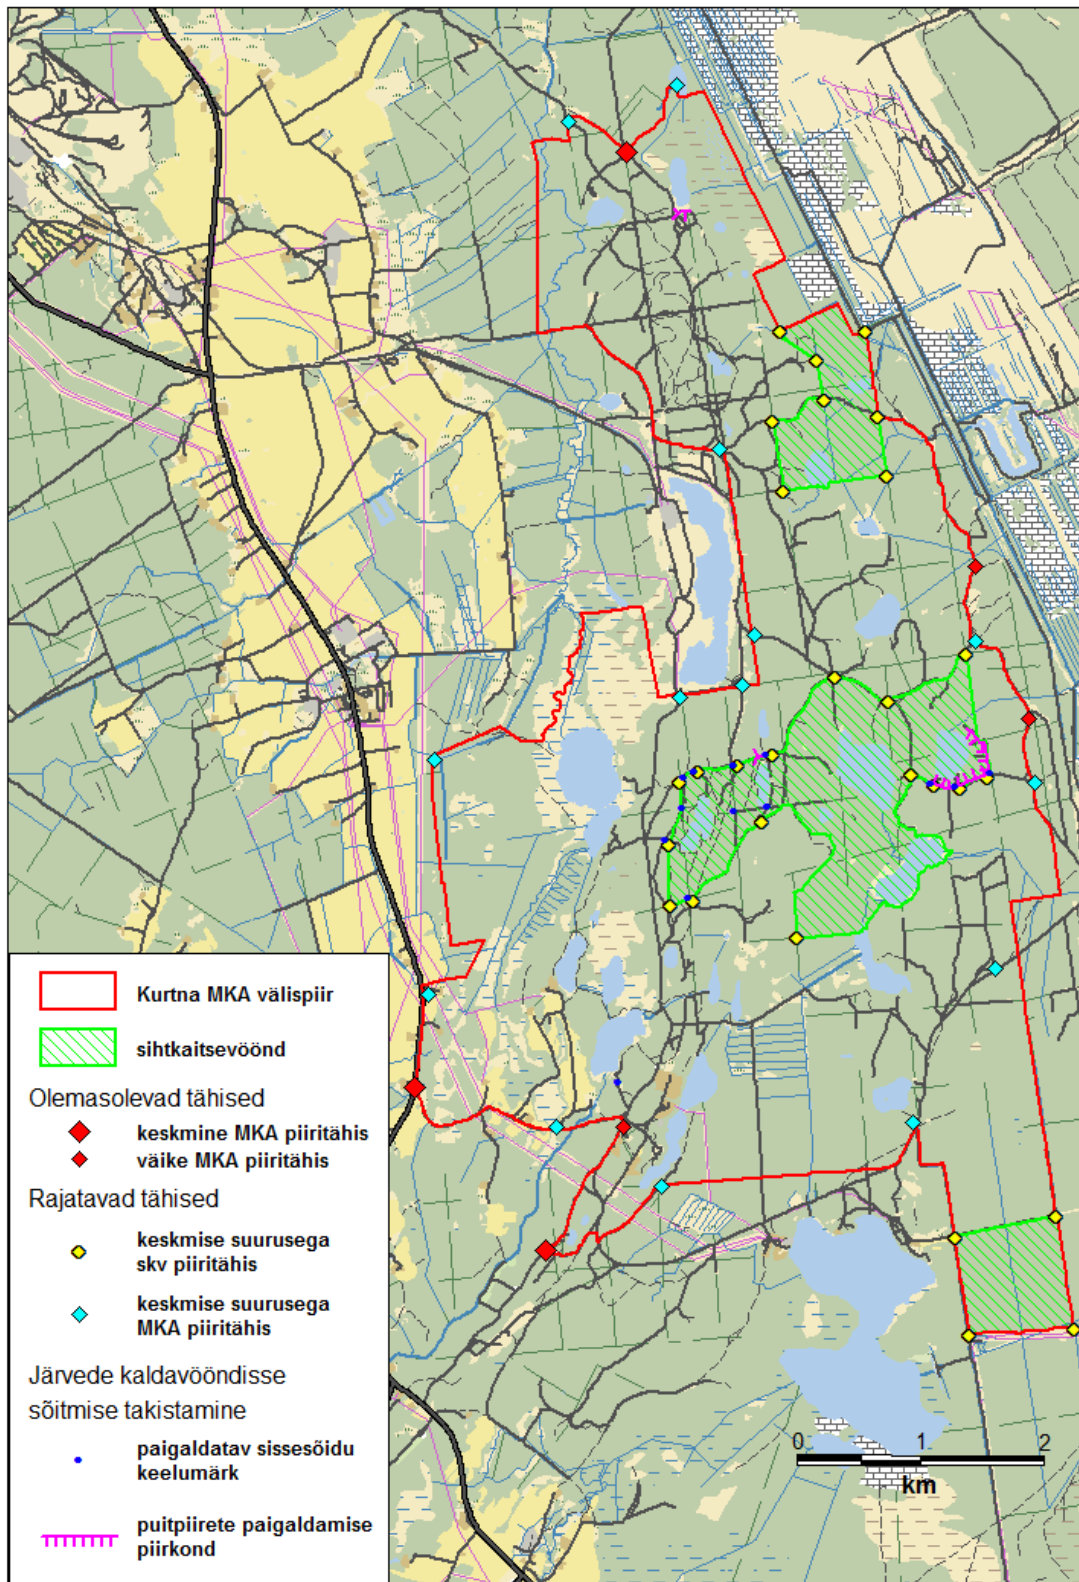 Kurtna MKA välispiir
sihtkaitsevöönd
Olemasolevad tähised
keskmine MKA piiritähis
väike MKA piiritähis
Rajatavad tähised
keskmise suurusega
skv piiritähis
keskmise suurusega
MKA piiritähis
Järvede kaldavööndisse
sõitmise takistamine
paigaldatav sissesõidu
keelumärk
puitpiirete paigaldamise
piirkond
0 1 2
km